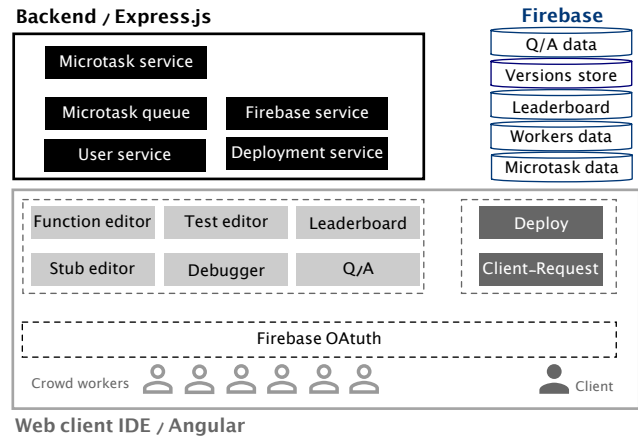 Backend / Express.js
Microtask service
Microtask queue
Firebase service
User service
Deployment service
Firebase
Q/A data
Versions store
Leaderboard
Workers data
Microtask data
Function editor
Test editor
Leaderboard
Stub editor
Debugger
Q/A
Deploy
Client-Request
Firebase OAtuth
Crowd workers
Client
Web client IDE / Angular